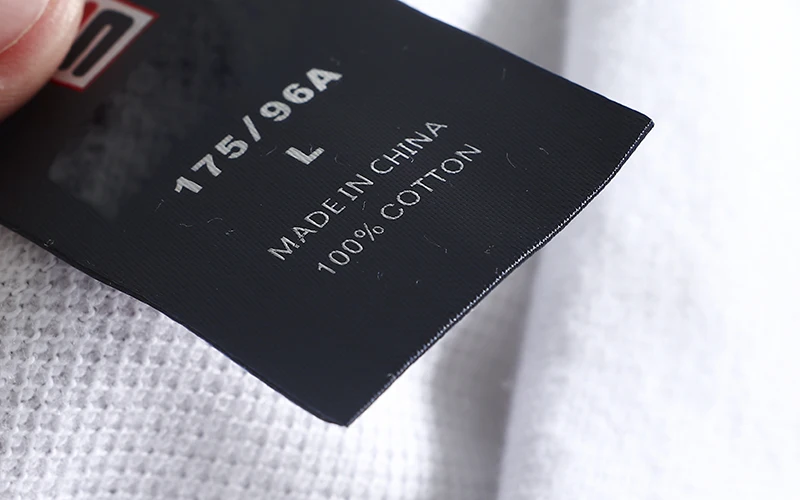 175/96A
L
MADE IN CHINA
100% COTTON